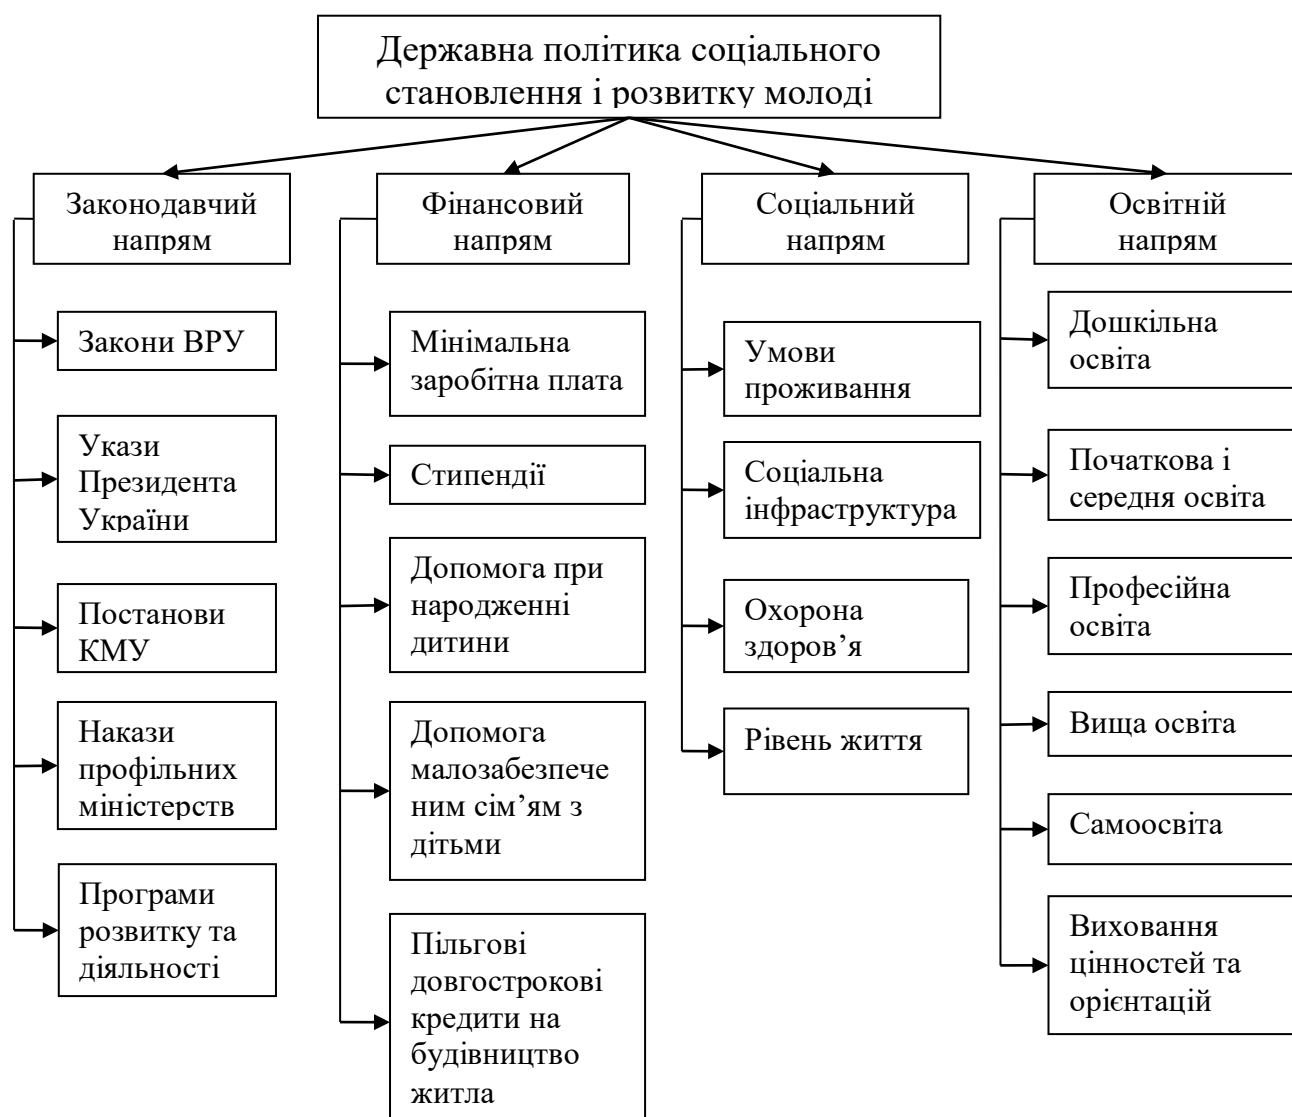 Державна політика соціального
становлення і розвитку молоді
Законодавчий
напрям
Закони ВРУ
Укази
Президента
України
Постанови
КМУ
Накази
профільних
міністерств
Програми
розвитку та
діяльності
Фінансовий
напрям
Мінімальна
заробітна плата
Стипендії
Допомога при
народженні
дитини
Допомога
малозабезпече
ним сім’ям з
дітьми
Пільгові
довгострокові
кредити на
будівництво
житла
Соціальний
напрям
Умови
проживання
Соціальна
інфраструктура
Охорона
здоров’я
Рівень життя
Освітній
напрям
Дошкільна
освіта
Початкова і
середня освіта
Професійна
освіта
Вища освіта
Самоосвіта
Виховання
цінностей та
орієнтацій